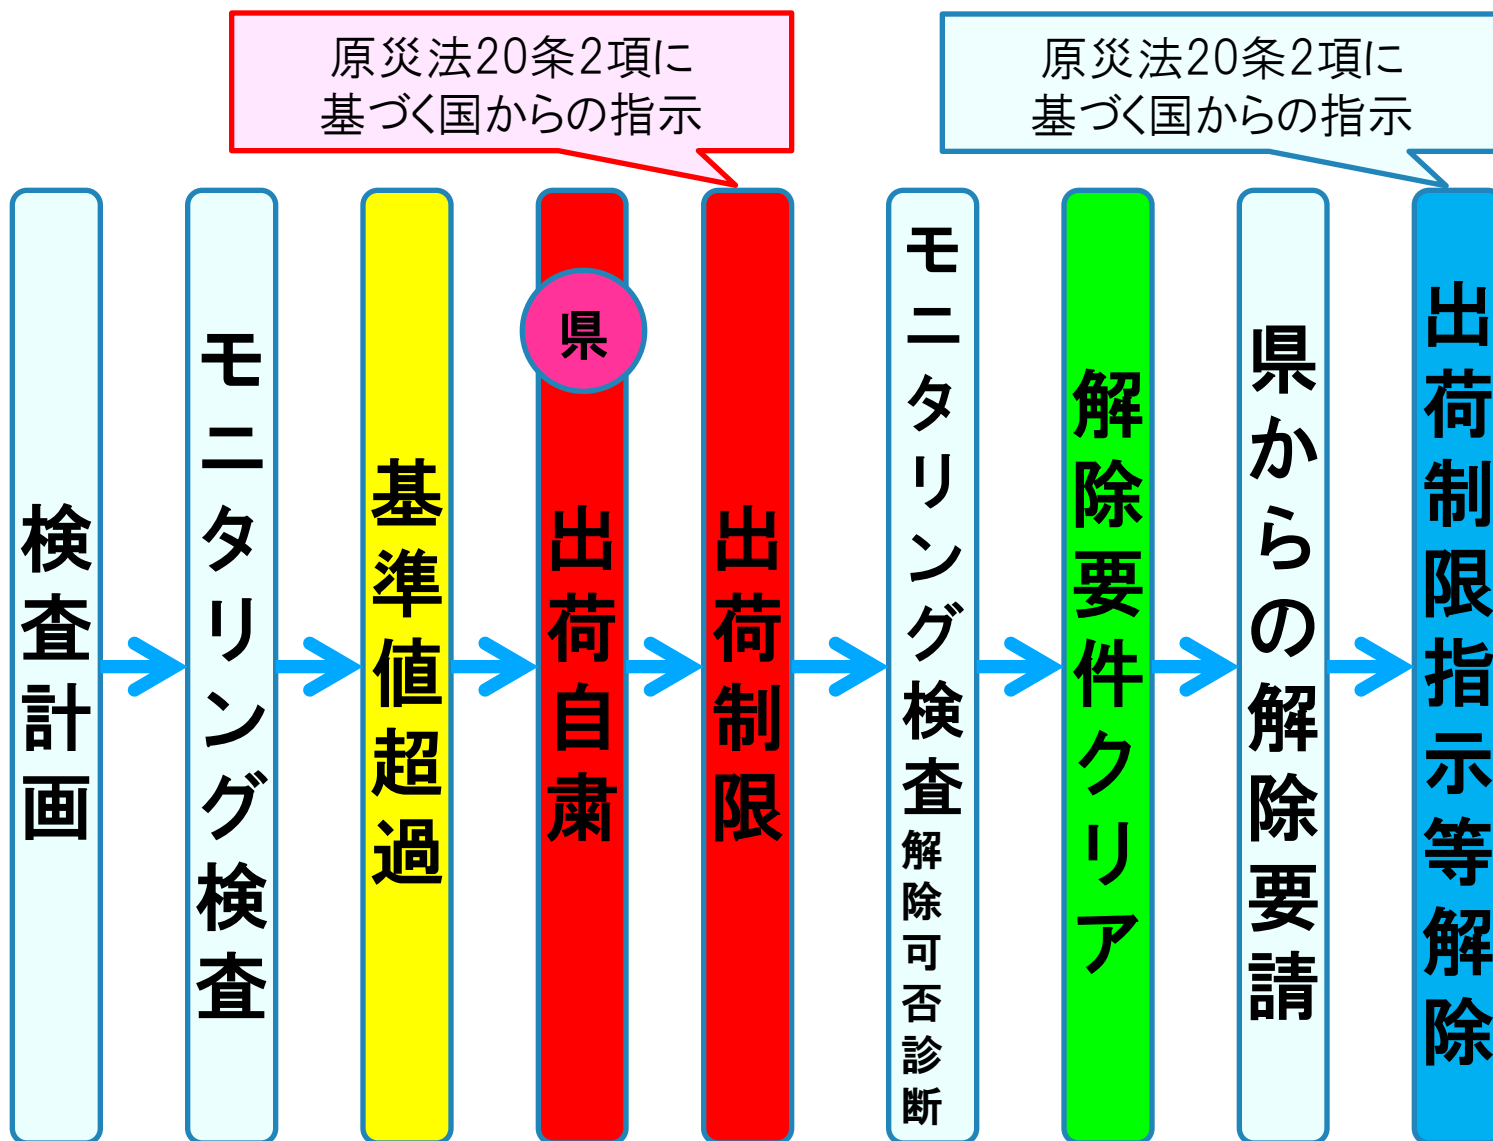 原災法20条2項に
基づく国からの指示
原災法20条2項に
基づく国からの指示
検査計画
モニタリング検査
基準値超過
県
出荷自粛
出荷制限
モニタリング検査解除可否診断
解除要件クリア
県からの解除要請
出荷制限指示等解除